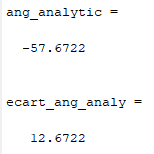 ang_analytic =
-57.6722
ecart_ang_analy =
12.6722